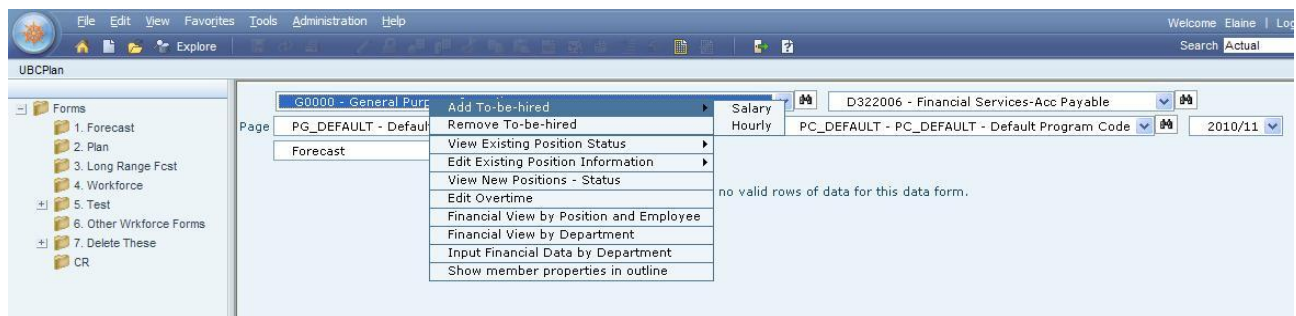 File Edit View Favorites Tools Administration Help
Welcome Elaine | Log
Explore
Search Actual
UBCPlan
Forms
1. Forecast
2. Plan
3. Long Range Fcst
4. Workforce
5. Test
6. Other Wrkforce Forms
7. Delete These
CR
G0000 - General Purp
D322006 - Financial Services-Acc Payable
Page PG_DEFAULT - Defaul
PC_DEFAULT - PC_DEFAULT - Default Program Code
2010/11
Forecast
Add To-be-hired
Remove To-be-hired
View Existing Position Status
Edit Existing Position Information
View New Positions - Status
Edit Overtime
Financial View by Position and Employee
Financial View by Department
Input Financial Data by Department
Show member properties in outline
Salary
Hourly
no valid rows of data for this data form.